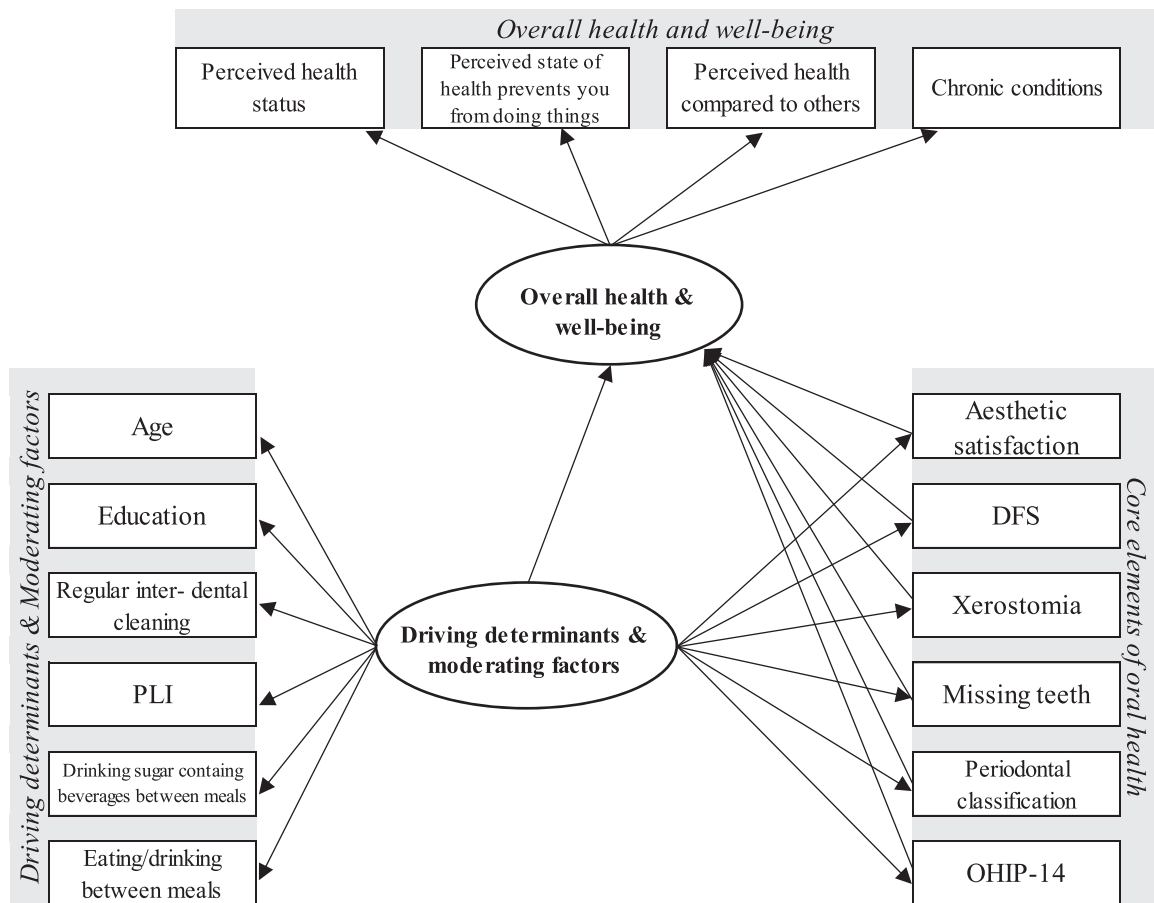 Overall health and well-being
Perceived health
status
Perceived state of
health prevents you
from doing things
Perceived health
compared to others
Chronic conditions
Overall health &
well-being
Driving determinants & Moderating factors
Age
Education
Regular inter- dental
cleaning
PLI
Drinking sugar containg
beverages between meals
Eating/drinking
between meals
Driving determinants &
moderating factors
Aesthetic
satisfaction
DFS
Xerostomia
Missing teeth
Periodontal
classification
OHIP-14
Core elements of oral health